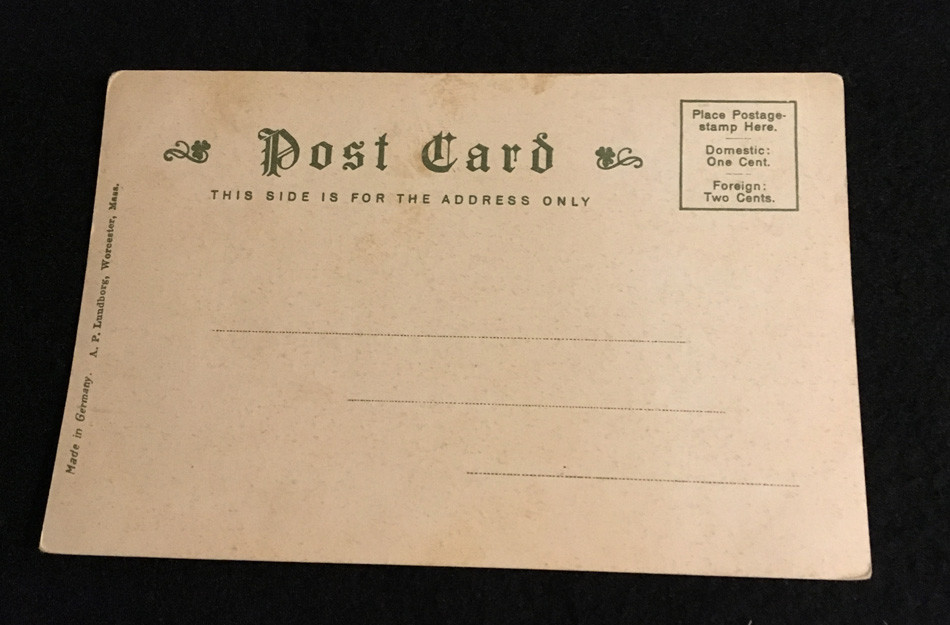 Post Card
THIS SIDE IS FOR THE ADDRESS ONLY
Place Postage-
stamp Here.
Domestic:
One Cent.
Foreign:
Two Cents.
Made in Germany. A. P. Lundborg, Worcester, Mass.